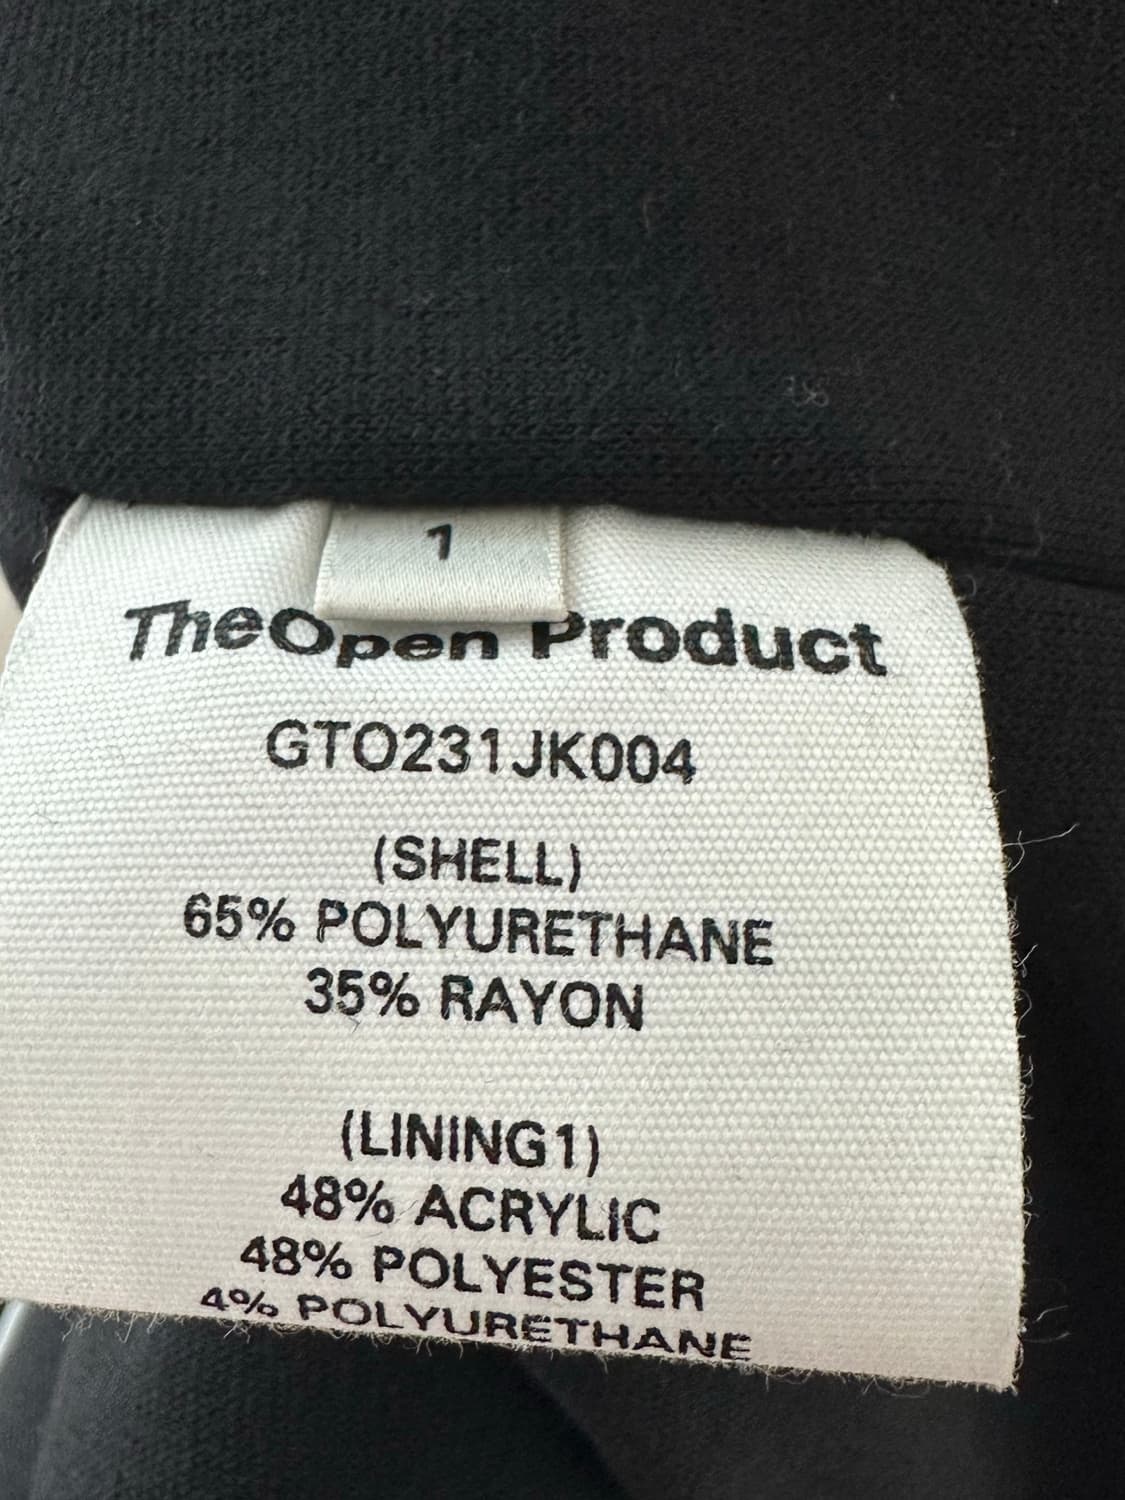 1
TheOpen Product
GTO231JK004
(SHELL)
65% POLYURETHANE
35% RAYON
(LINING1)
48% ACRYLIC
48% POLYESTER
4% POLYURETHANE